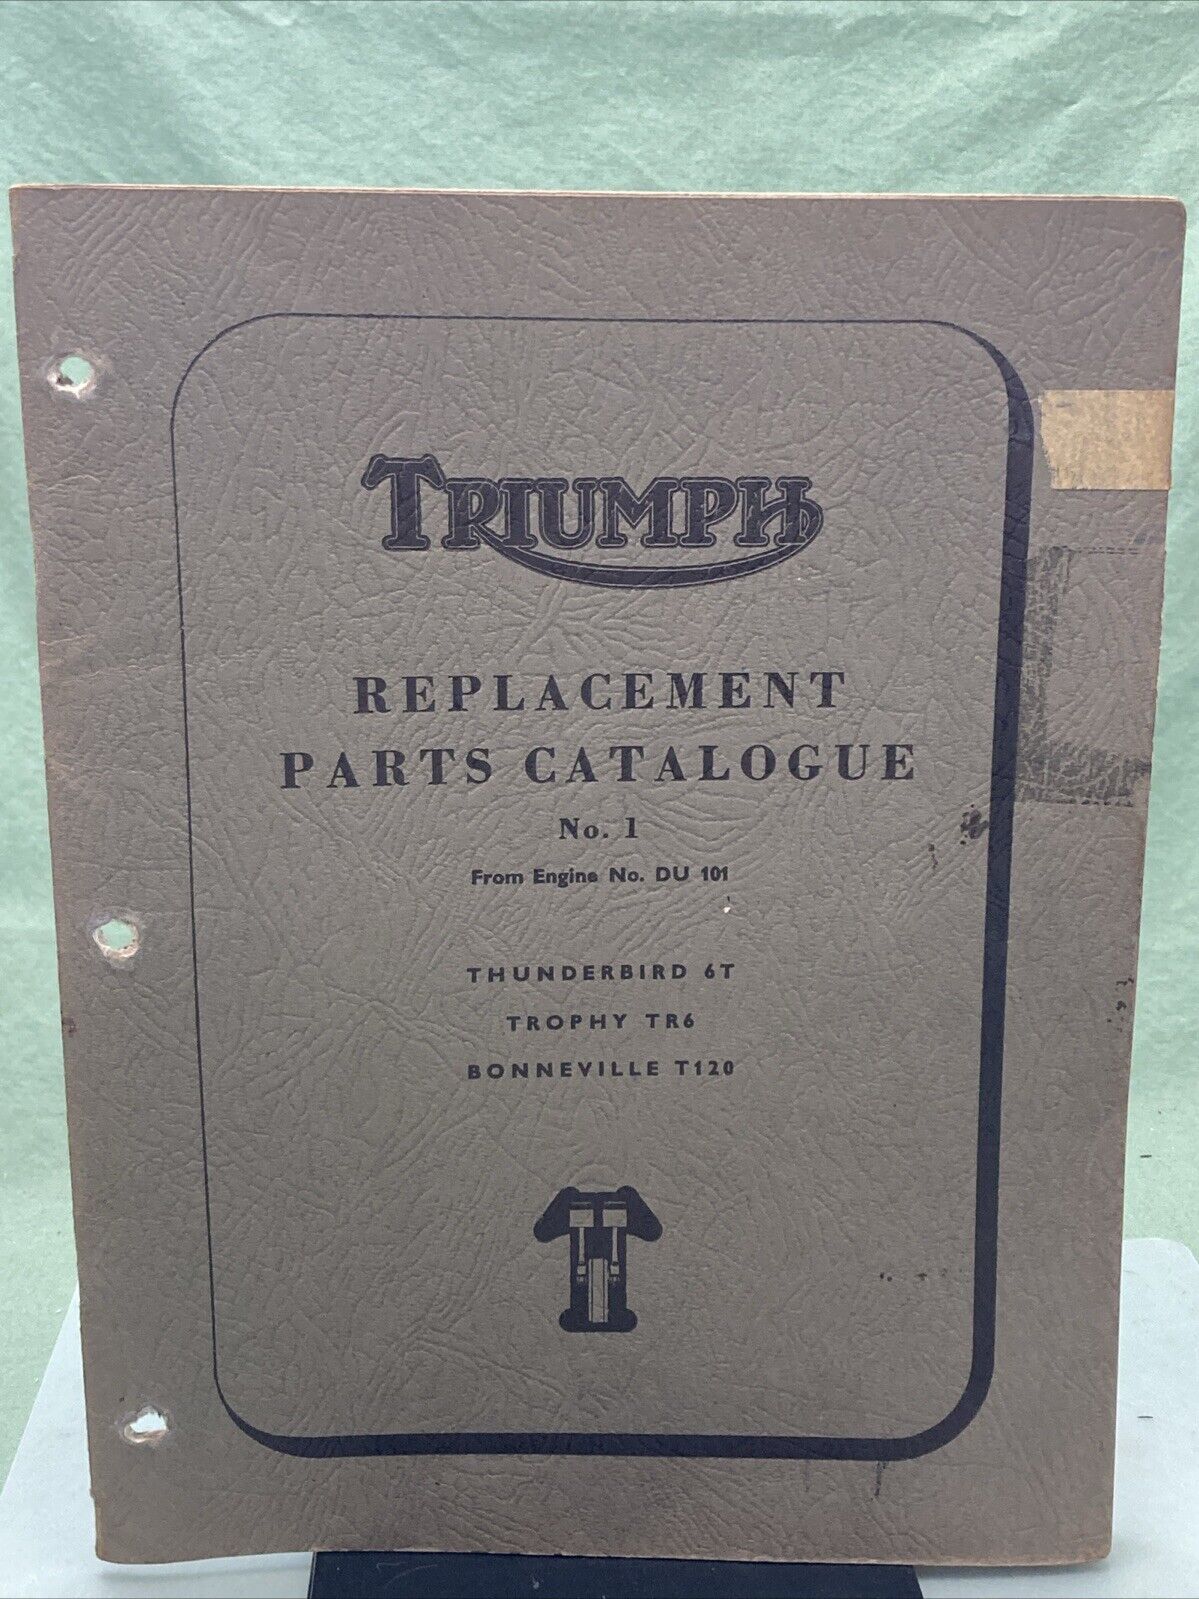 TRIUMPH
REPLACEMENT
PARTS CATALOGUE
No. 1
From Engine No. DU 101
THUNDERBIRD 6T
TROPHY TR6
BONNEVILLE T120